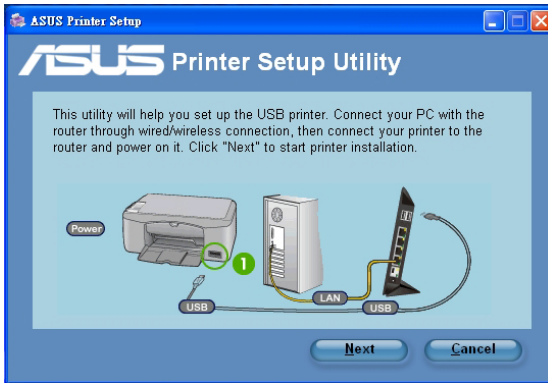 ASUS Printer Setup
ASUS Printer Setup Utility
This utility will help you set up the USB printer. Connect your PC with the
router through wired/wireless connection, then connect your printer to the
router and power on it. Click "Next" to start printer installation.
Power
1
USB
LAN
USB
Next
Cancel